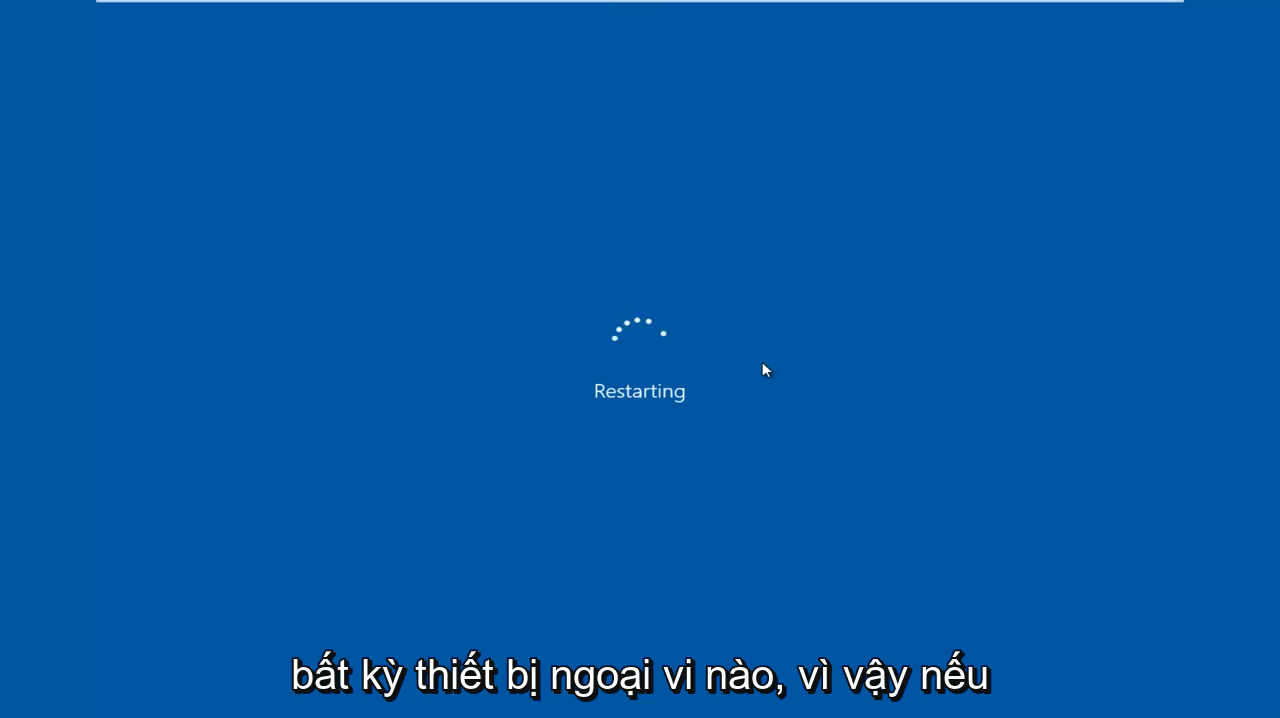 Restarting
bất kỳ thiết bị ngoại vi nào, vì vậy nếu